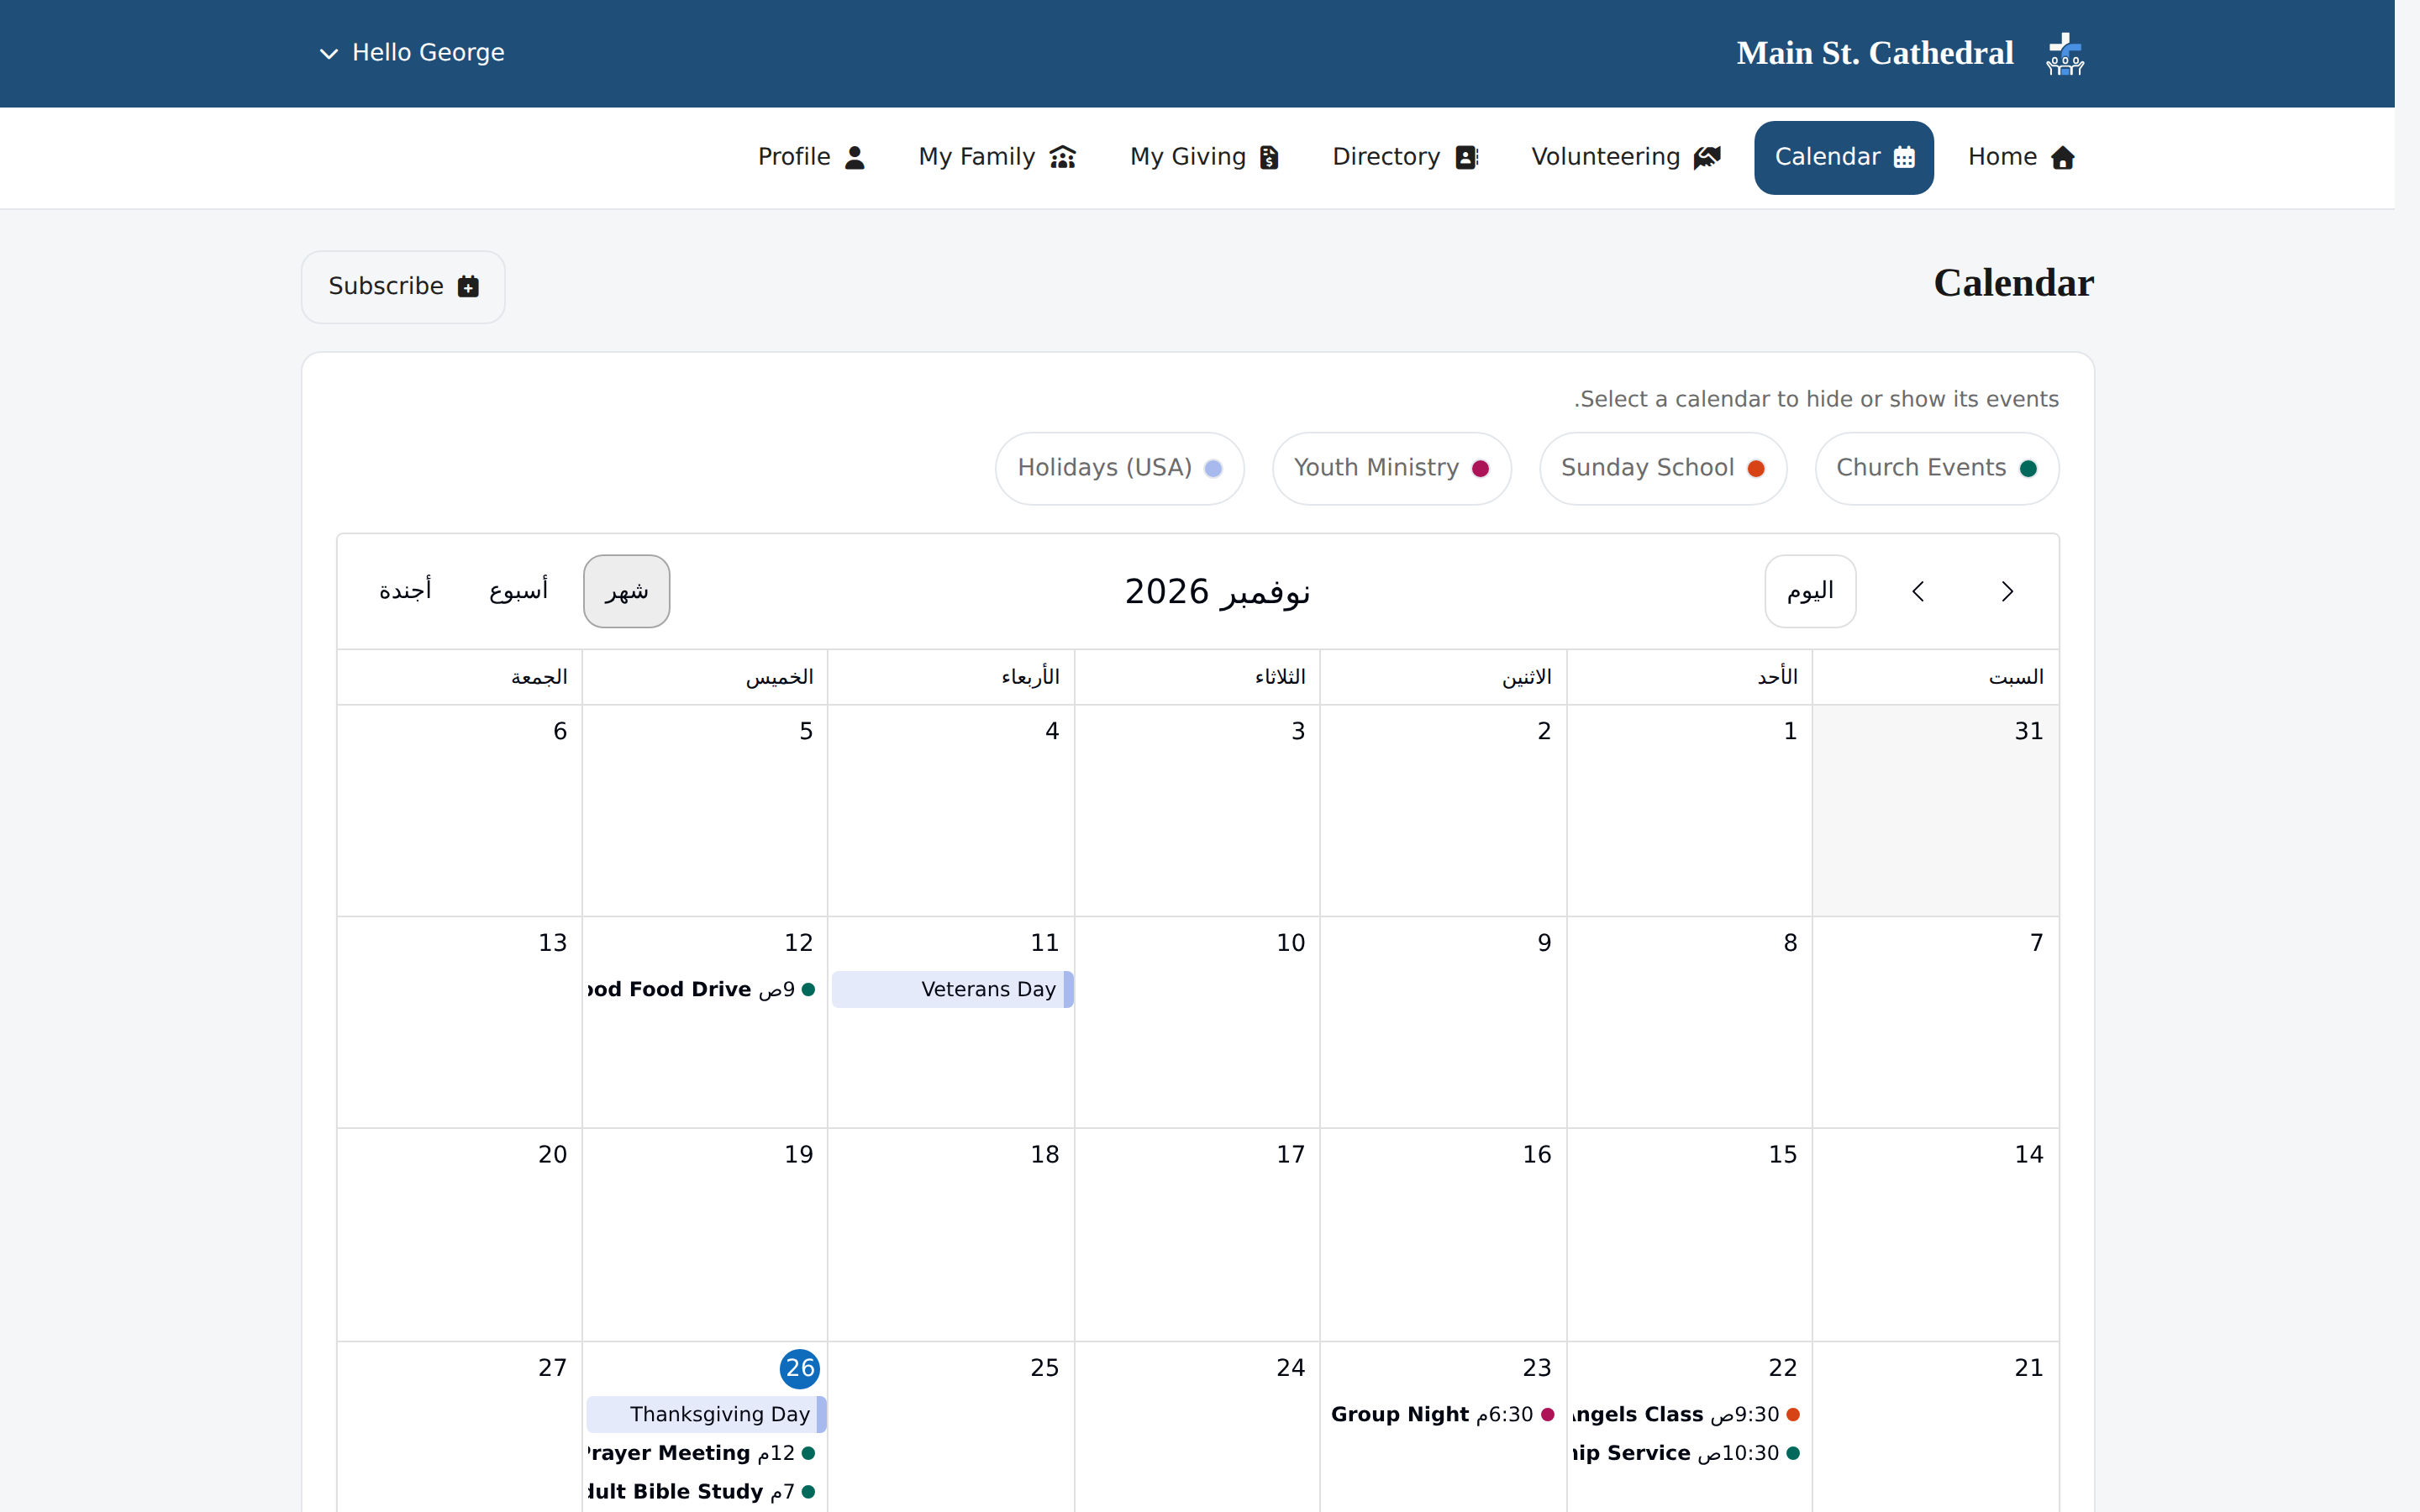 Main St. Cathedral
Hello George
Home
Calendar
Volunteering
Directory
My Giving
My Family
Profile
Calendar
Subscribe
Select a calendar to hide or show its events.
Church Events
Sunday School
Youth Ministry
Holidays (USA)
اليوم
نوفمبر 2026
شهر
أسبوع
أجندة
السبت الأحد الاثنين الثلاثاء الأربعاء الخميس الجمعة
31 1 2 3 4 5 6
7 8 9 10 11 12 13
Veterans Day
9ص Food Drive
14 15 16 17 18 19 20
21 22 23 24 25 26 27
9:30ص Class
6:30م Group Night
Thanksgiving Day
10:30ص Service
12م Prayer Meeting
7م Bible Study